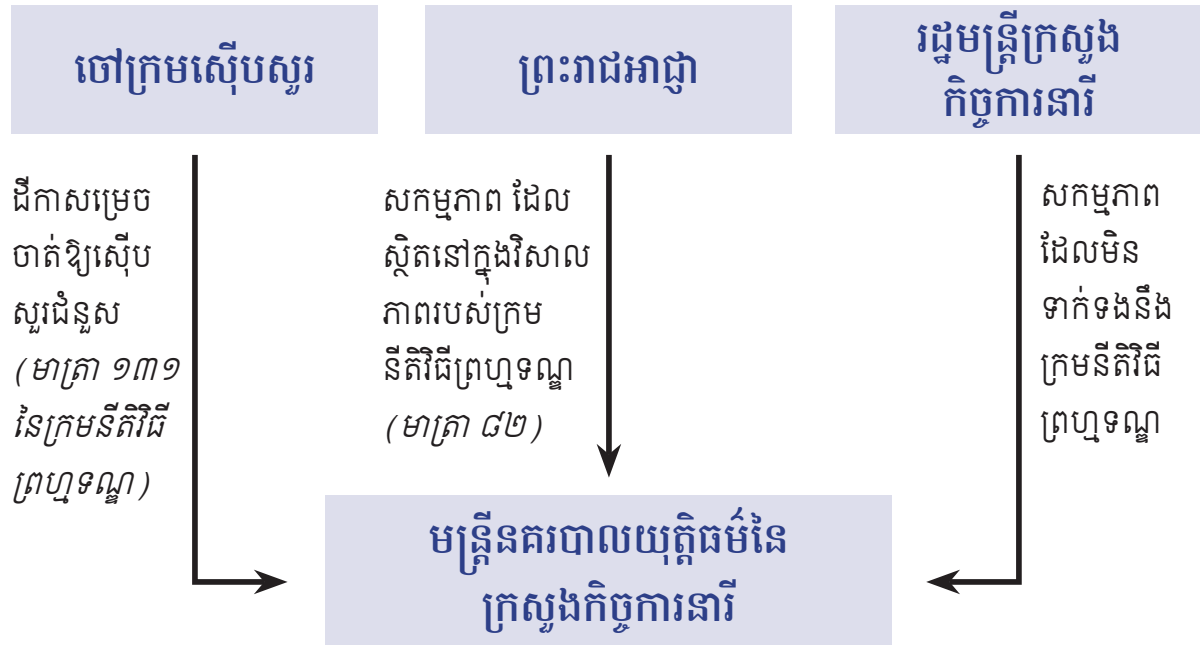 ចៅក្រមស៊ើបសួរ
ព្រះរាជអាជ្ញា
រដ្ឋមន្ត្រីក្រសួង
កិច្ចការនារី
ដីកាសម្រេច
ចាត់ឱ្យស៊ើប
សួរជំនួស
(មាត្រា ១៣១
នៃក្រមនីតិវិធី
ព្រហ្មទណ្ឌ)
សកម្មភាព ដែល
ស្ថិតនៅក្នុងវិសាល
ភាពរបស់ក្រម
នីតិវិធីព្រហ្មទណ្ឌ
(មាត្រា ៨២)
សកម្មភាព
ដែលមិន
ទាក់ទងនឹង
ក្រមនីតិវិធី
ព្រហ្មទណ្ឌ
មន្ត្រីនគរបាលយុត្តិធម៌នៃ
ក្រសួងកិច្ចការនារី